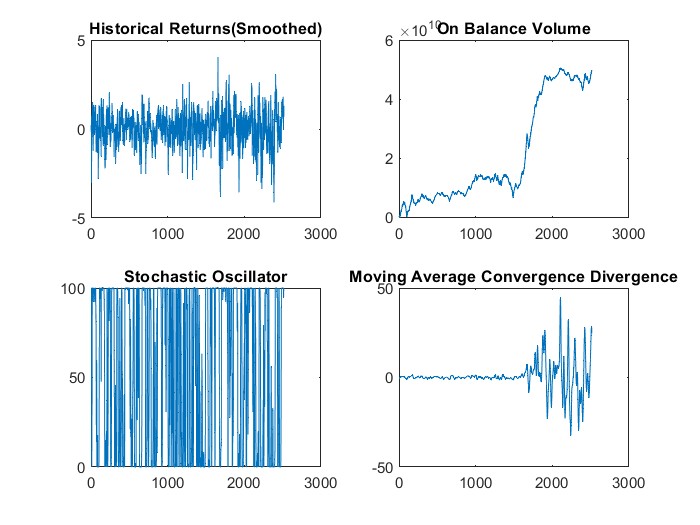 Historical Returns(Smoothed)
5
0
-5
0 1000 2000 3000
×10^10
On Balance Volume
6
4
2
0
0 1000 2000 3000
Stochastic Oscillator
100
50
0
0 1000 2000 3000
Moving Average Convergence Divergence
50
0
-50
0 1000 2000 3000